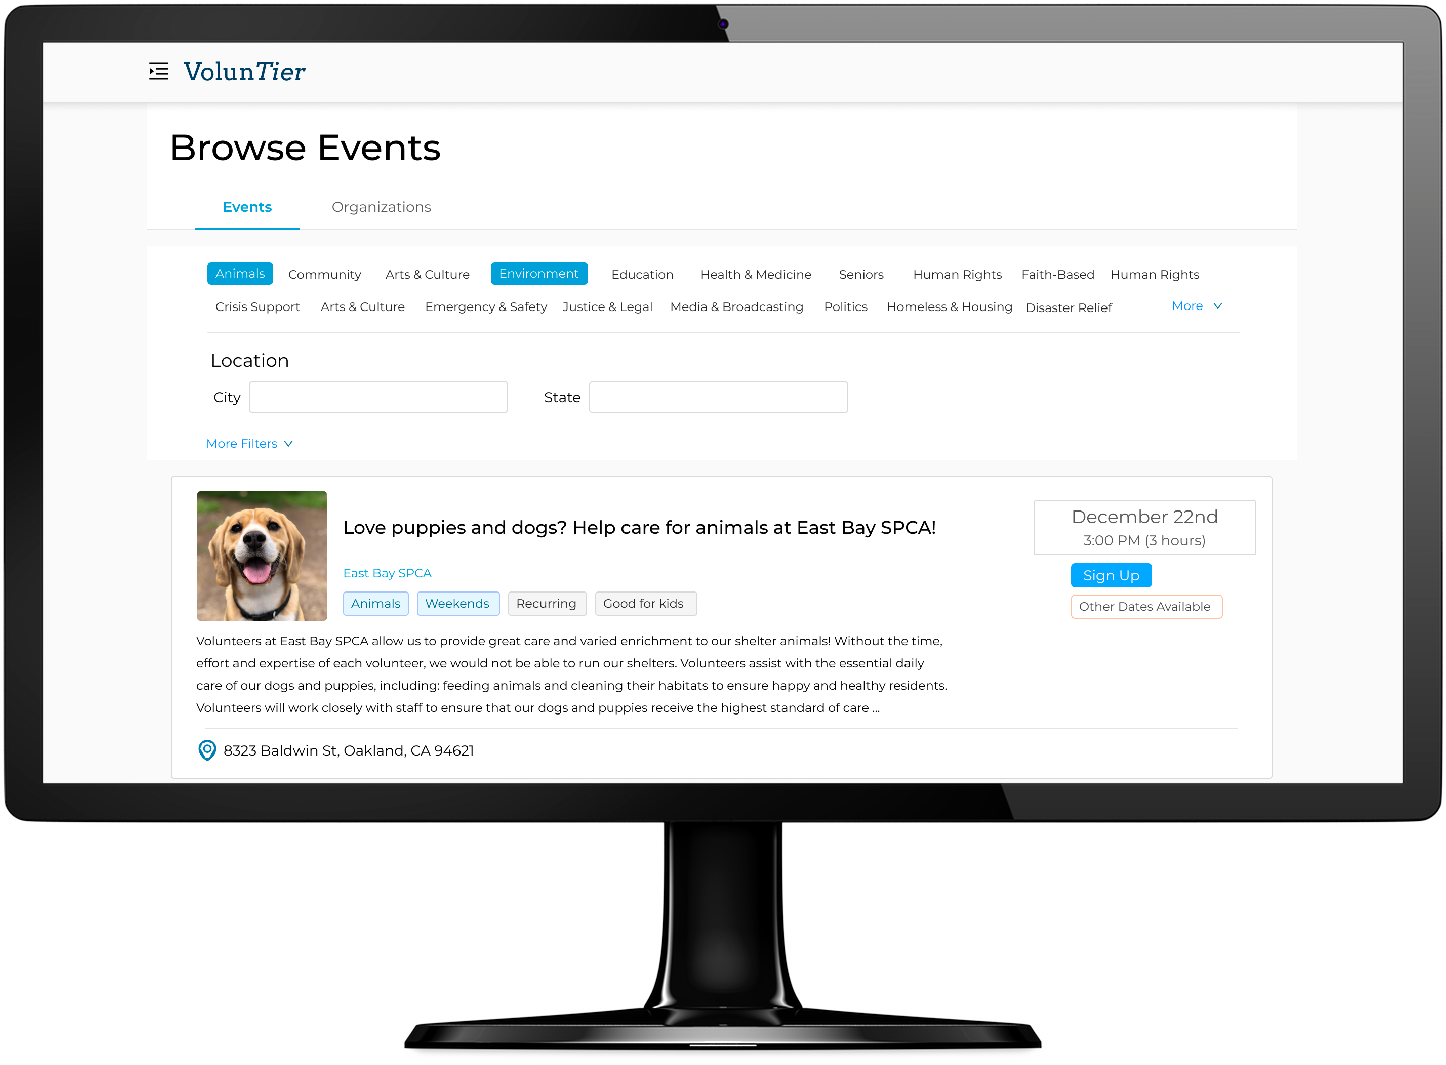 VolunTier
Browse Events
Events Organizations
Animals Community Arts & Culture Environment Education Health & Medicine Seniors Human Rights Faith-Based Human Rights
Crisis Support Arts & Culture Emergency & Safety Justice & Legal Media & Broadcasting Politics Homeless & Housing Disaster Relief More
Location
City State
More Filters
Love puppies and dogs? Help care for animals at East Bay SPCA!
East Bay SPCA
Animals Weekends Recurring Good for kids
December 22nd
3:00 PM (3 hours)
Sign Up
Other Dates Available
Volunteers at East Bay SPCA allow us to provide great care and varied enrichment to our shelter animals! Without the time,
effort and expertise of each volunteer, we would not be able to run our shelters. Volunteers assist with the essential daily
care of our dogs and puppies, including: feeding animals and cleaning their habitats to ensure happy and healthy residents.
Volunteers will work closely with staff to ensure that our dogs and puppies receive the highest standard of care ...
8323 Baldwin St, Oakland, CA 94621